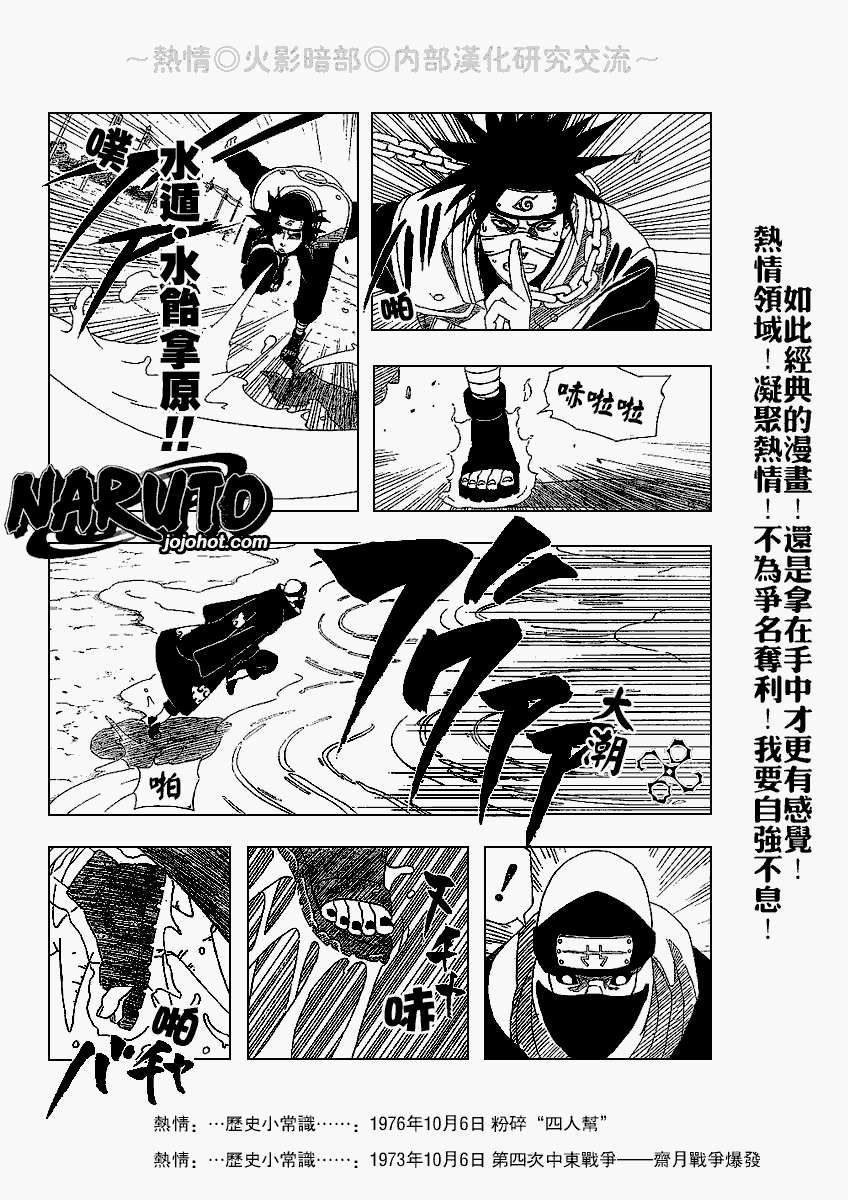 ～熱情◎火影暗部◎内部漢化研究交流～
啪
噗
水遁·水飴拿原!!
啉啦啦
NARUTO
jojohot.com
ブワアア
大潮
啪
!
ネチャ
啉
啪
バチャ
如此經典的漫畫！還是拿在手中才更有感覺！
熱情領域！凝聚熱情！不為爭名奪利！我要自強不息！
熱情：…歷史小常識……：1976年10月6日 粉碎“四人幫”
熱情：…歷史小常識……：1973年10月6日 第四次中東戰爭——齋月戰爭爆發